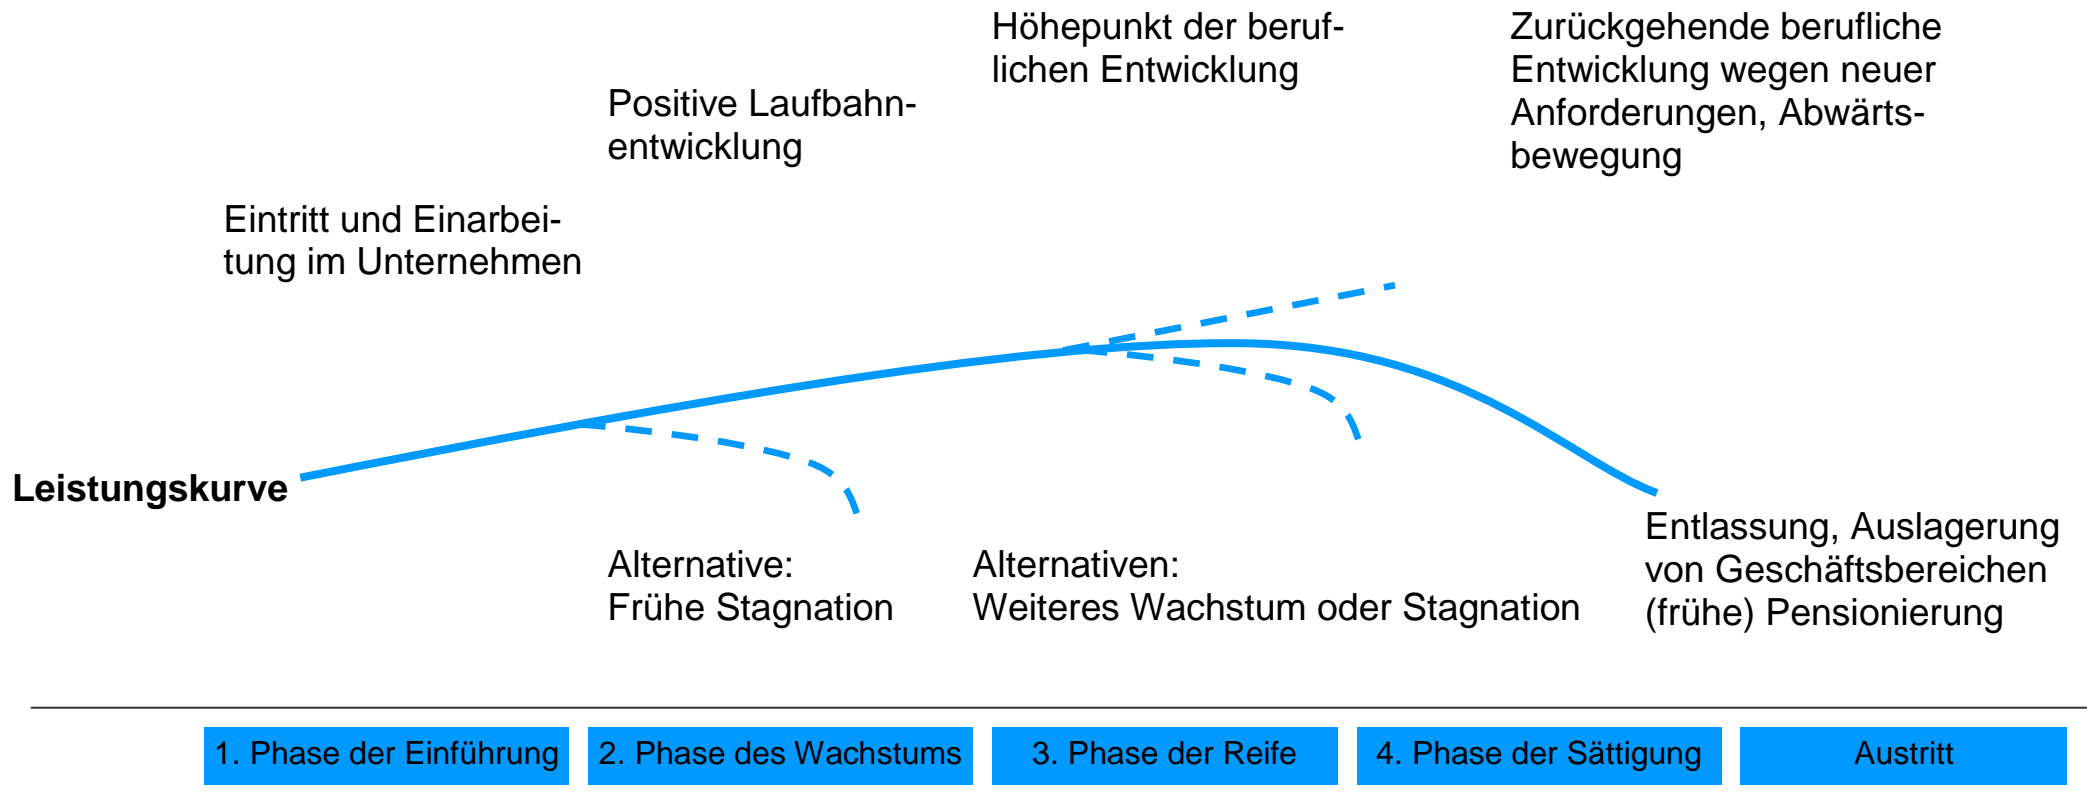 Höhepunkt der beruf-
lichen Entwicklung
Zurückgehende berufliche
Entwicklung wegen neuer
Anforderungen, Abwärts-
bewegung
Positive Laufbahn-
entwicklung
Eintritt und Einarbei-
tung im Unternehmen
Leistungskurve
Alternative:
Frühe Stagnation
Alternativen:
Weiteres Wachstum oder Stagnation
Entlassung, Auslagerung
von Geschäftsbereichen
(frühe) Pensionierung
1. Phase der Einführung
2. Phase des Wachstums
3. Phase der Reife
4. Phase der Sättigung
Austritt